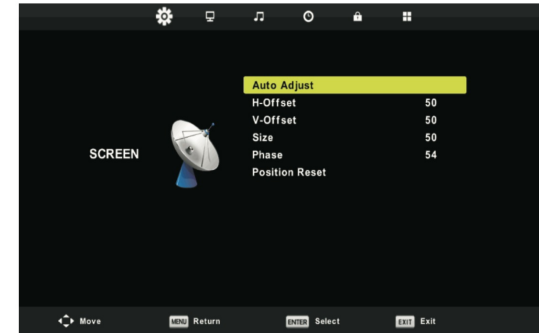 Auto Adjust
H-Offset 50
V-Offset 50
Size 50
SCREEN
Phase 54
Position Reset
Move MENU Return ENTER Select EXIT Exit